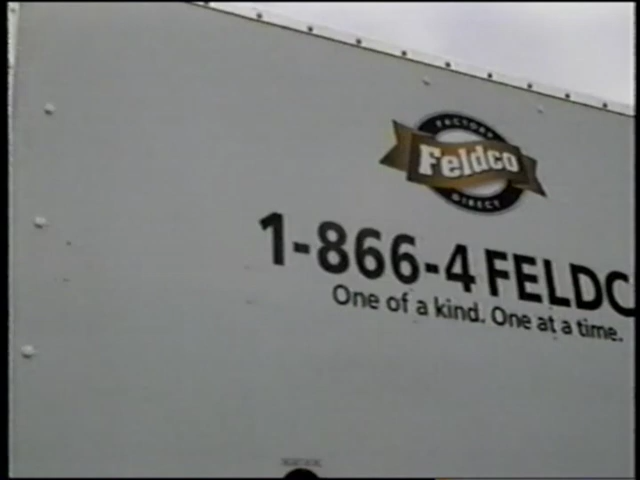 FACTORY
Feldco
DIRECT
1-866-4 FELDC
One of a kind. One at a time.